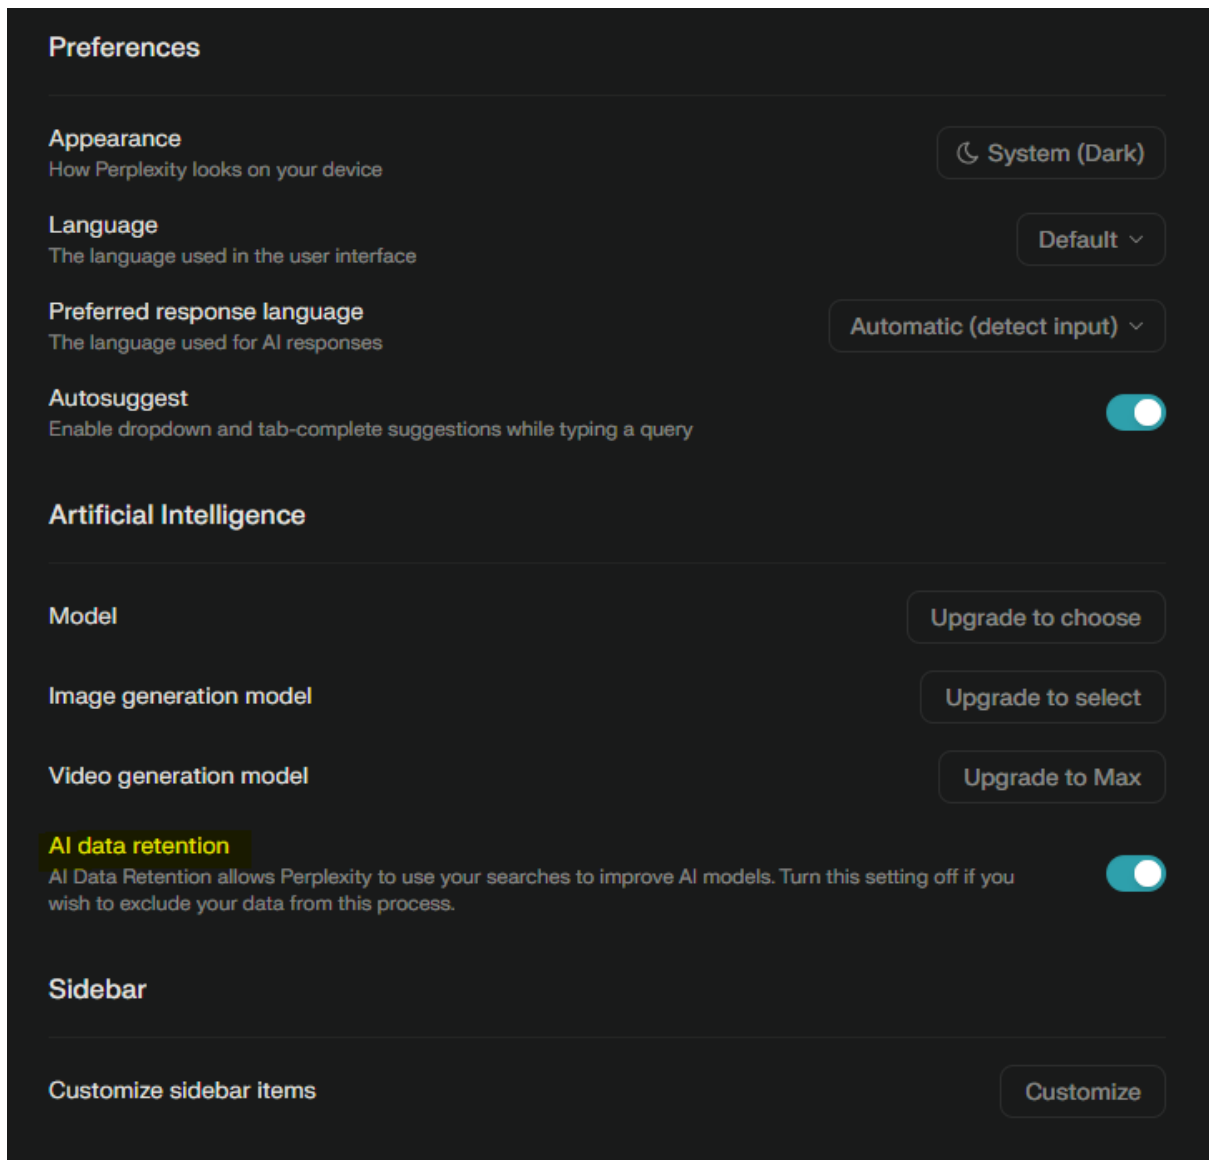 Preferences
Appearance
How Perplexity looks on your device
System (Dark)
Language
The language used in the user interface
Default
Preferred response language
The language used for AI responses
Automatic (detect input)
Autosuggest
Enable dropdown and tab-complete suggestions while typing a query
Artificial Intelligence
Model
Upgrade to choose
Image generation model
Upgrade to select
Video generation model
Upgrade to Max
AI data retention
AI Data Retention allows Perplexity to use your searches to improve AI models. Turn this setting off if you
wish to exclude your data from this process.
Sidebar
Customize sidebar items
Customize